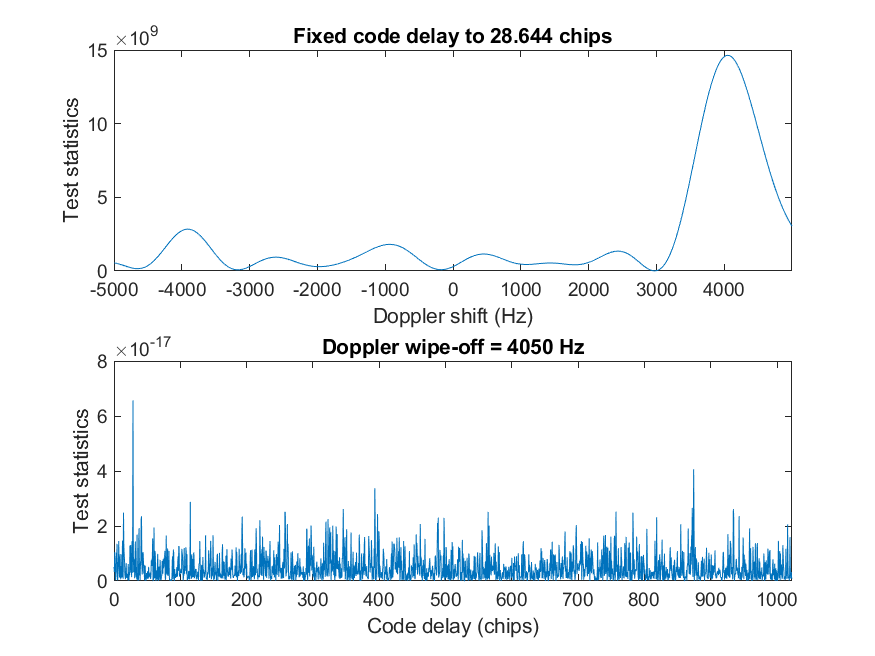 Fixed code delay to 28.644 chips
×10^9
15
10
5
0
Test statistics
-5000 -4000 -3000 -2000 -1000 0 1000 2000 3000 4000
Doppler shift (Hz)
Doppler wipe-off = 4050 Hz
×10^-17
8
6
4
2
0
Test statistics
0 100 200 300 400 500 600 700 800 900 1000
Code delay (chips)